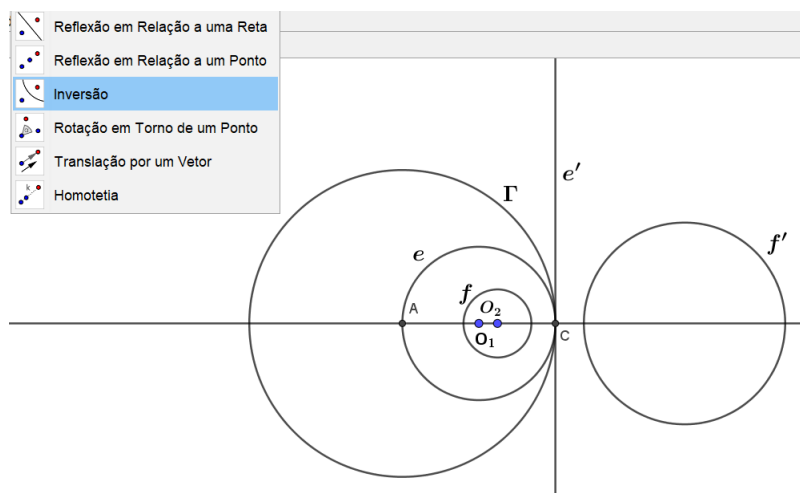 Reflexão em Relação a uma Reta
Reflexão em Relação a um Ponto
Inversão
Rotação em Torno de um Ponto
Translação por um Vetor
k
Homotetia
Γ
e′
e
f′
f
O₂
A
O₁
C